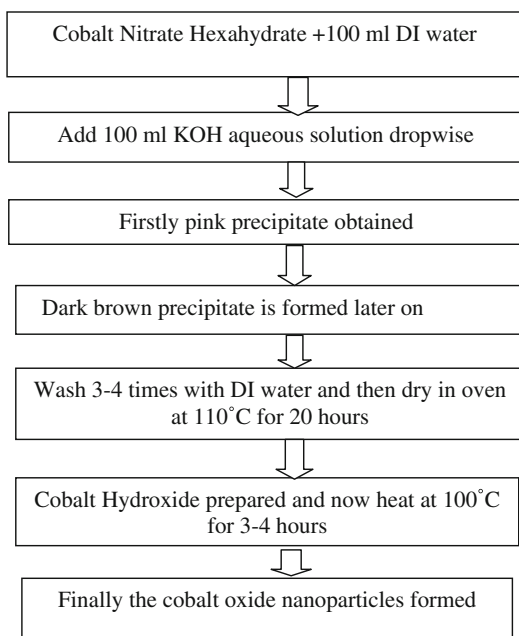 Cobalt Nitrate Hexahydrate +100 ml DI water
Add 100 ml KOH aqueous solution dropwise
Firstly pink precipitate obtained
Dark brown precipitate is formed later on
Wash 3-4 times with DI water and then dry in oven
at 110°C for 20 hours
Cobalt Hydroxide prepared and now heat at 100°C
for 3-4 hours
Finally the cobalt oxide nanoparticles formed